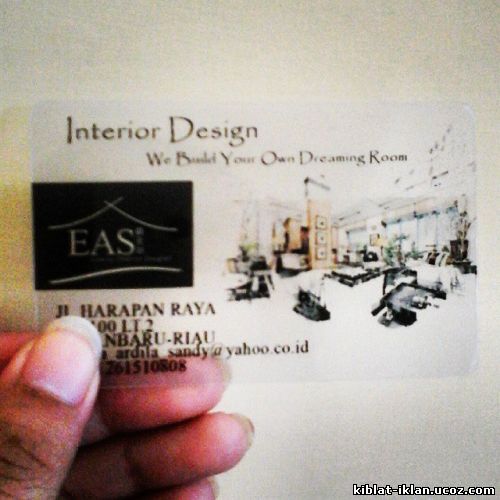 Interior Design
We Build Your Own Dreaming Room
EAS
Jl. HARAPAN RAYA
00 LT.2
NBARU-RIAU
ardila_sandy@yahoo.co.id
261510808
kiblat-iklan.ucoz.com